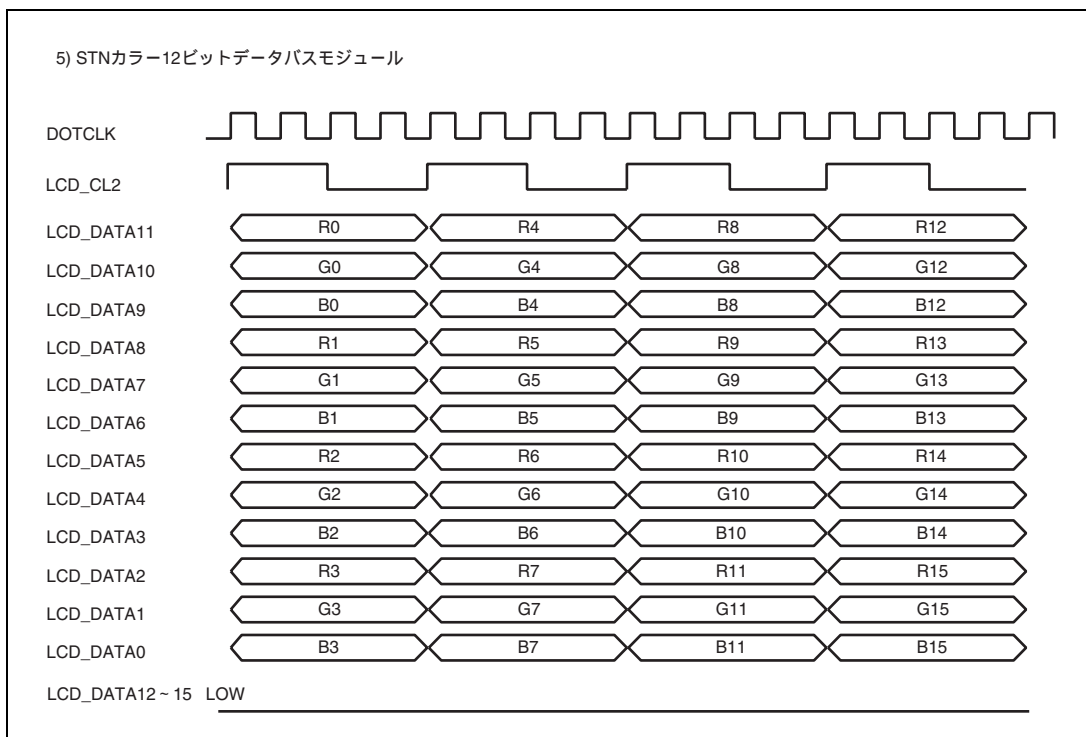 5) STNカラー12ビットデータバスモジュール
DOTCLK
LCD_CL2
LCD_DATA11 R0 R4 R8 R12
LCD_DATA10 G0 G4 G8 G12
LCD_DATA9 B0 B4 B8 B12
LCD_DATA8 R1 R5 R9 R13
LCD_DATA7 G1 G5 G9 G13
LCD_DATA6 B1 B5 B9 B13
LCD_DATA5 R2 R6 R10 R14
LCD_DATA4 G2 G6 G10 G14
LCD_DATA3 B2 B6 B10 B14
LCD_DATA2 R3 R7 R11 R15
LCD_DATA1 G3 G7 G11 G15
LCD_DATA0 B3 B7 B11 B15
LCD_DATA12~15 LOW